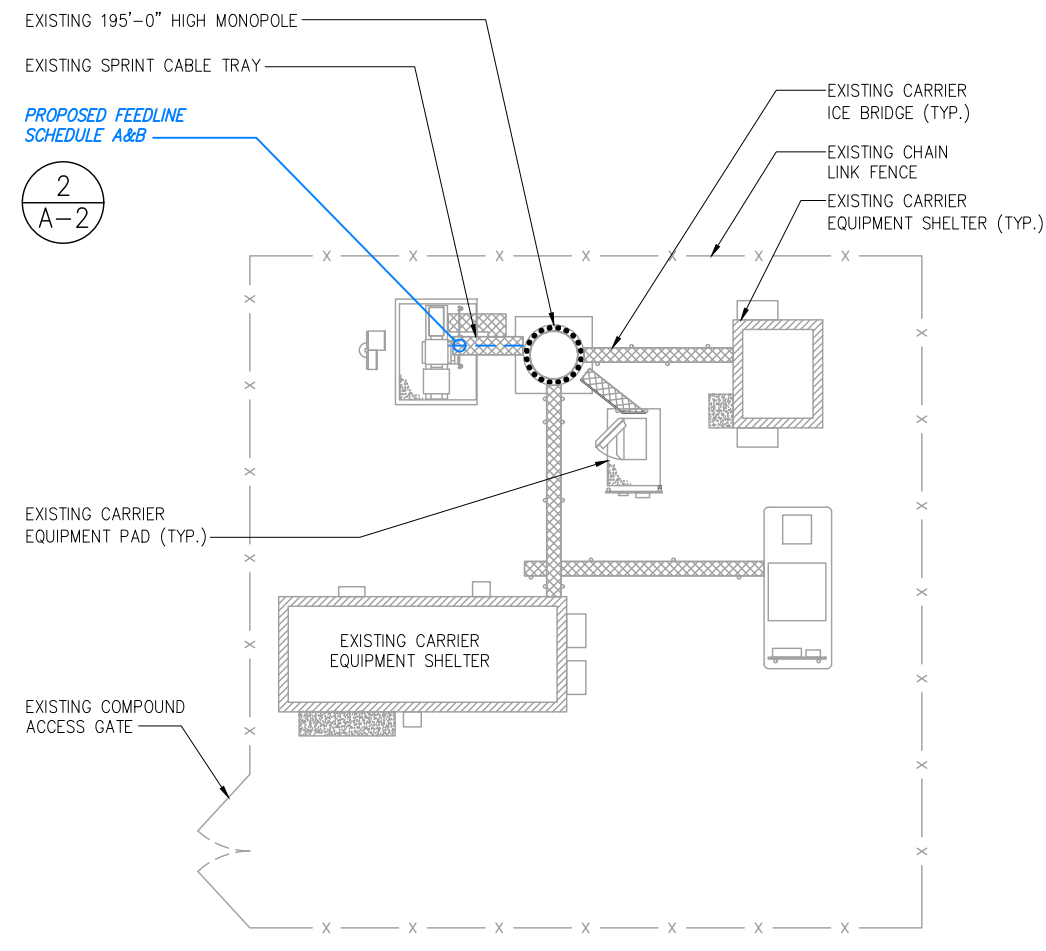 EXISTING 195'-0" HIGH MONOPOLE
EXISTING SPRINT CABLE TRAY
PROPOSED FEEDLINE
SCHEDULE A&B
2
A-2
EXISTING CARRIER
ICE BRIDGE (TYP.)
EXISTING CHAIN
LINK FENCE
EXISTING CARRIER
EQUIPMENT SHELTER (TYP.)
EXISTING CARRIER
EQUIPMENT PAD (TYP.)
EXISTING CARRIER
EQUIPMENT SHELTER
EXISTING COMPOUND
ACCESS GATE